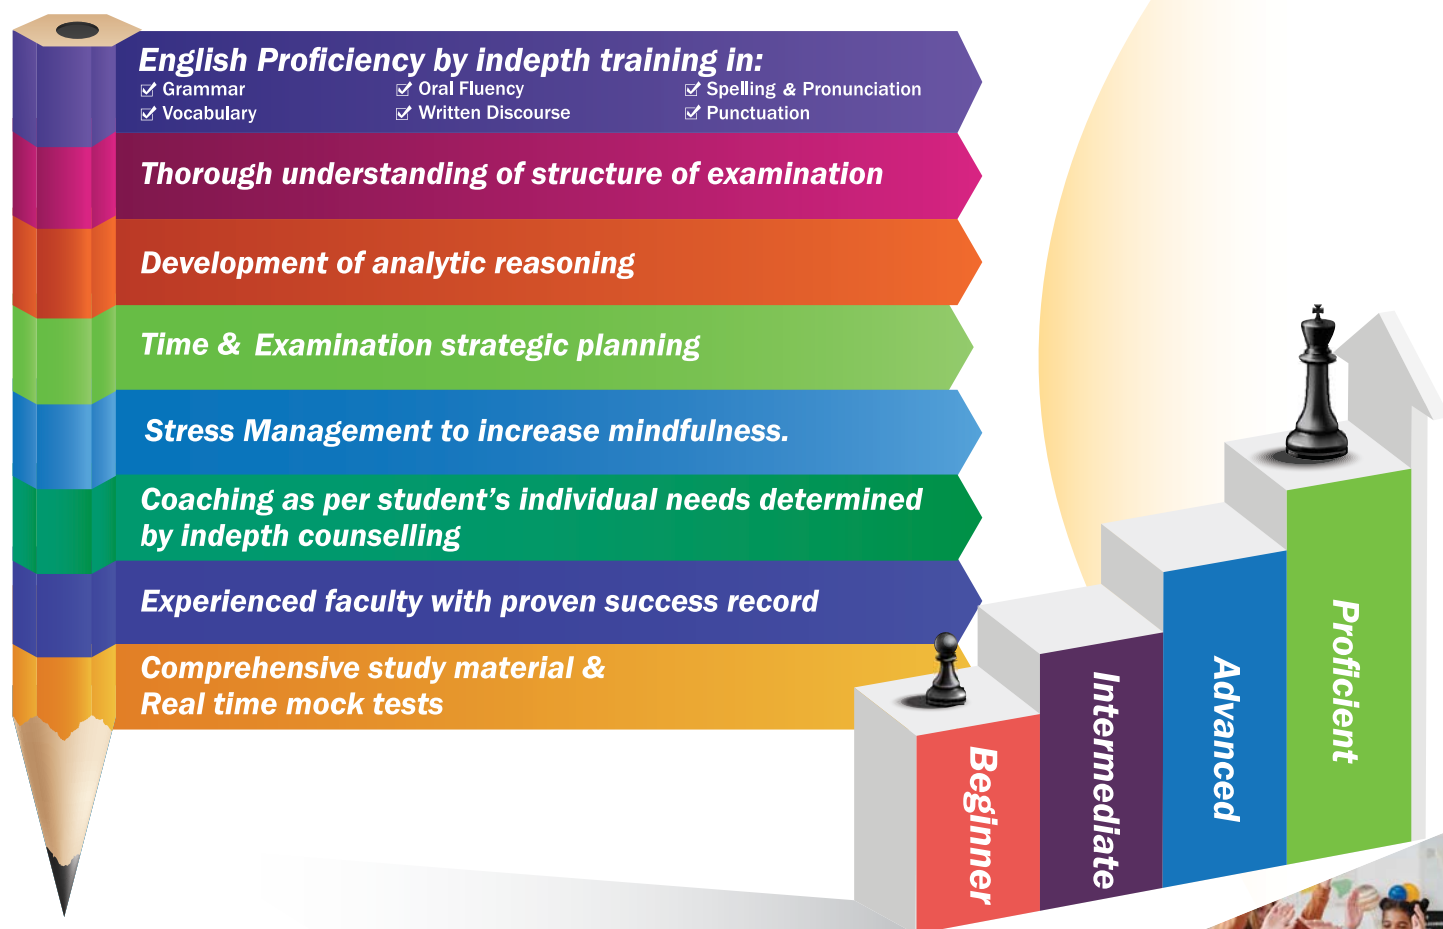 English Proficiency by indepth training in:
☑ Grammar ☑ Oral Fluency ☑ Spelling & Pronunciation
☑ Vocabulary ☑ Written Discourse ☑ Punctuation
Thorough understanding of structure of examination
Development of analytic reasoning
Time & Examination strategic planning
Stress Management to increase mindfulness.
Coaching as per student’s individual needs determined
by indepth counselling
Experienced faculty with proven success record
Comprehensive study material &
Real time mock tests
Beginner
Intermediate
Advanced
Proficient